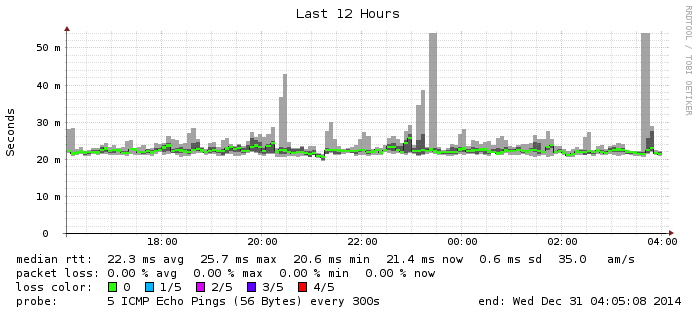 Last 12 Hours
RRDTOOL / TOBI OETIKER
Seconds
50 m
40 m
30 m
20 m
10 m
0
18:00 20:00 22:00 00:00 02:00 04:00
median rtt: 22.3 ms avg 25.7 ms max 20.6 ms min 21.4 ms now 0.6 ms sd 35.0 am/s
packet loss: 0.00 % avg 0.00 % max 0.00 % min 0.00 % now
loss color: 0 1/5 2/5 3/5 4/5
probe: 5 ICMP Echo Pings (56 Bytes) every 300s end: Wed Dec 31 04:05:08 2014